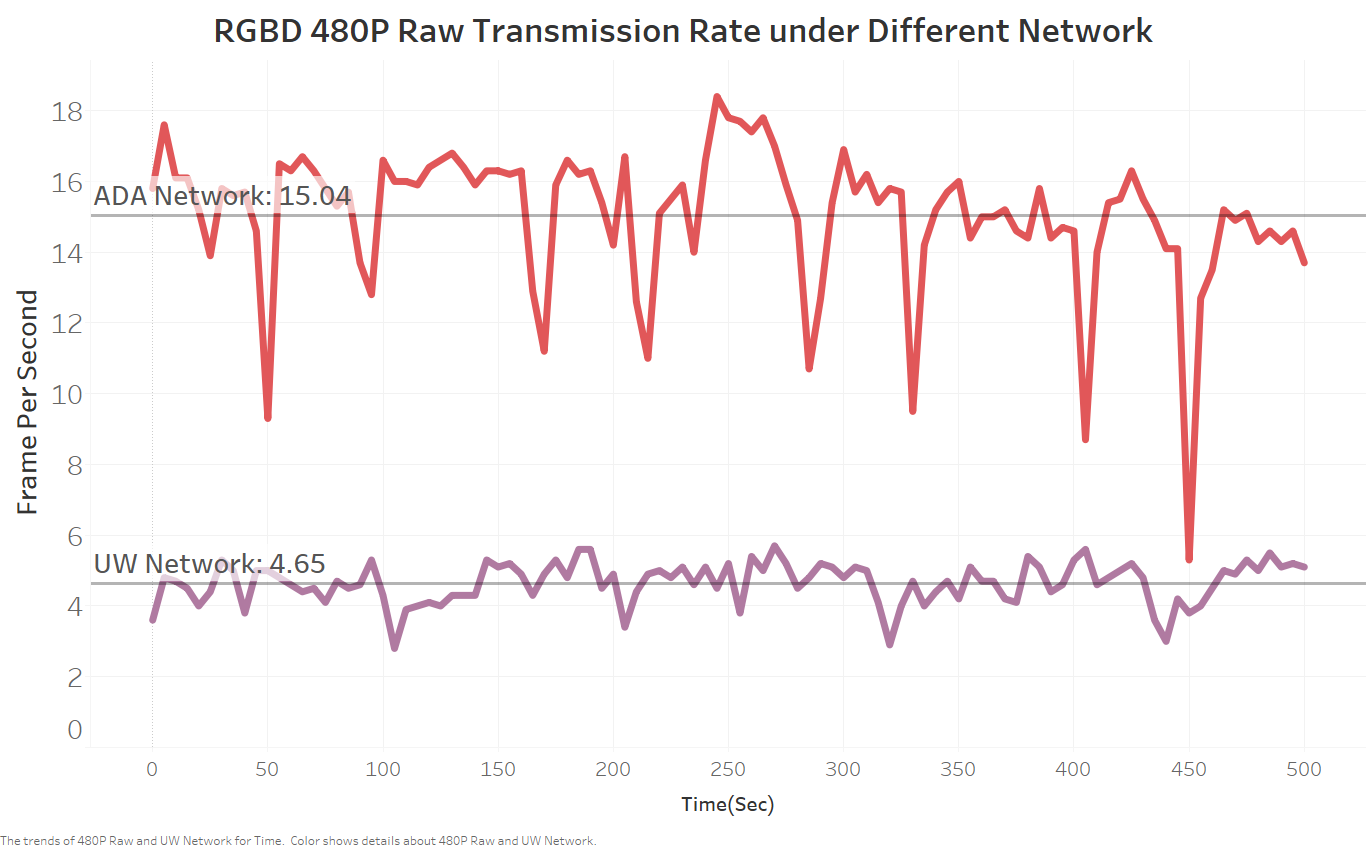 RGBD 480P Raw Transmission Rate under Different Network
18
16
ADA Network: 15.04
14
12
10
8
6
UW Network: 4.65
4
2
0
Frame Per Second
0 50 100 150 200 250 300 350 400 450 500
Time(Sec)
The trends of 480P Raw and UW Network for Time. Color shows details about 480P Raw and UW Network.